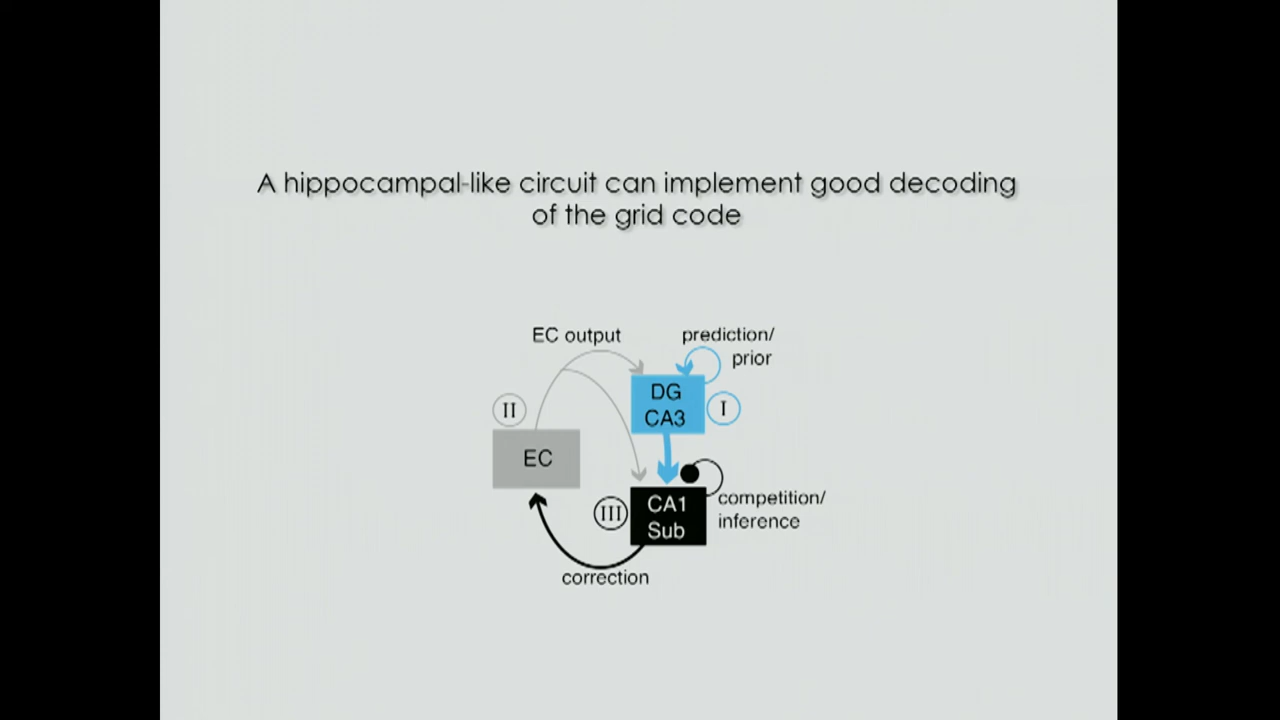 A hippocampal-like circuit can implement good decoding
of the grid code
EC output
prediction/
prior
II
DG
CA3
I
EC
III
CA1
Sub
competition/
inference
correction